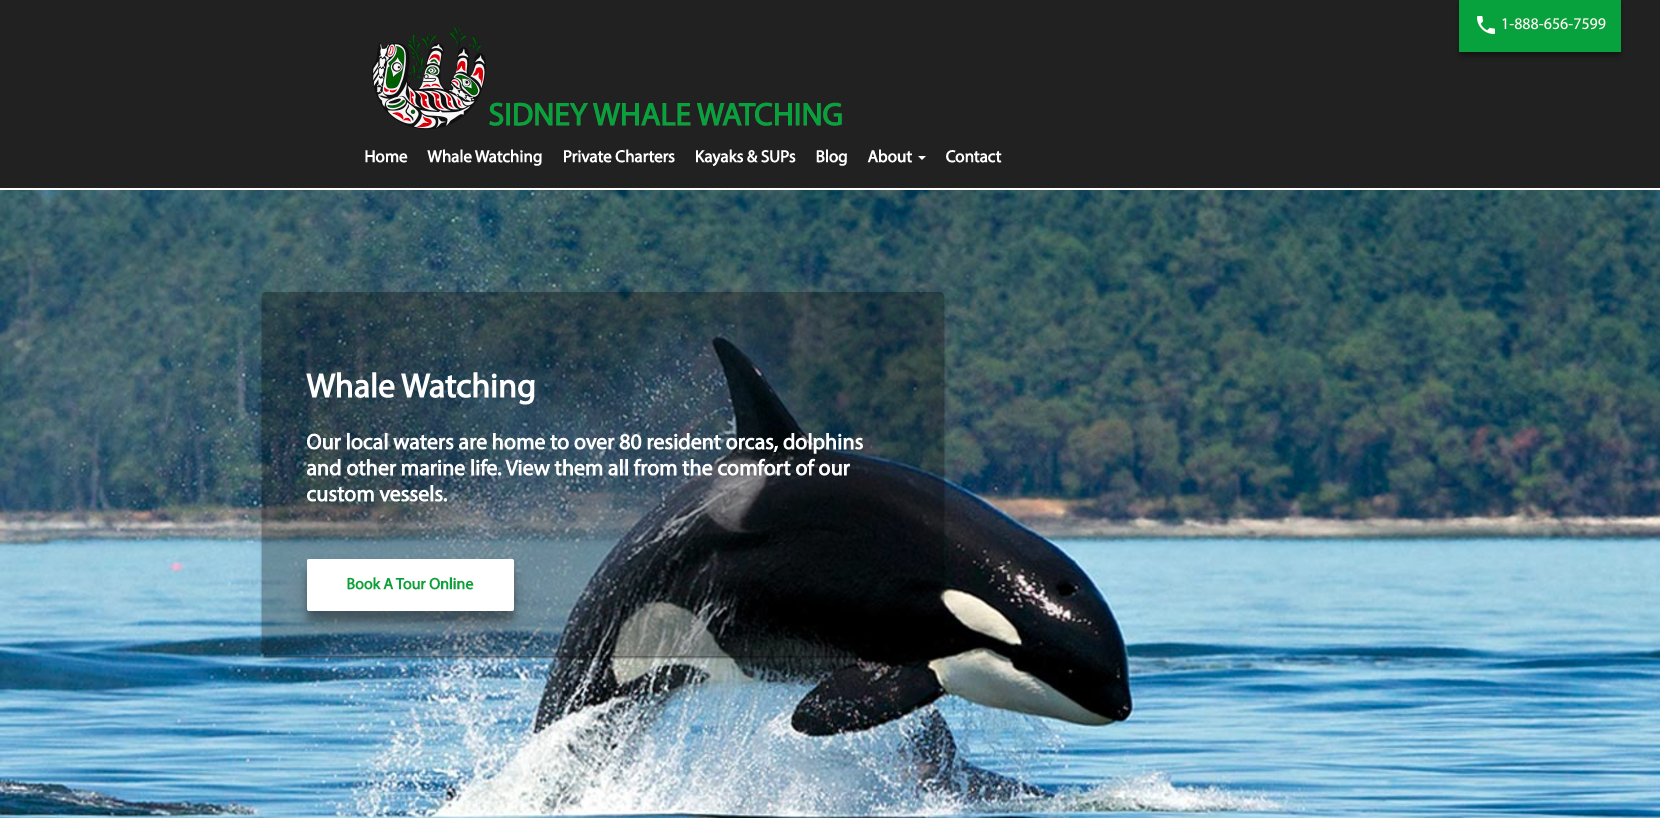 1-888-656-7599
SIDNEY WHALE WATCHING
Home Whale Watching Private Charters Kayaks & SUPs Blog About Contact
Whale Watching
Our local waters are home to over 80 resident orcas, dolphins
and other marine life. View them all from the comfort of our
custom vessels.
Book A Tour Online